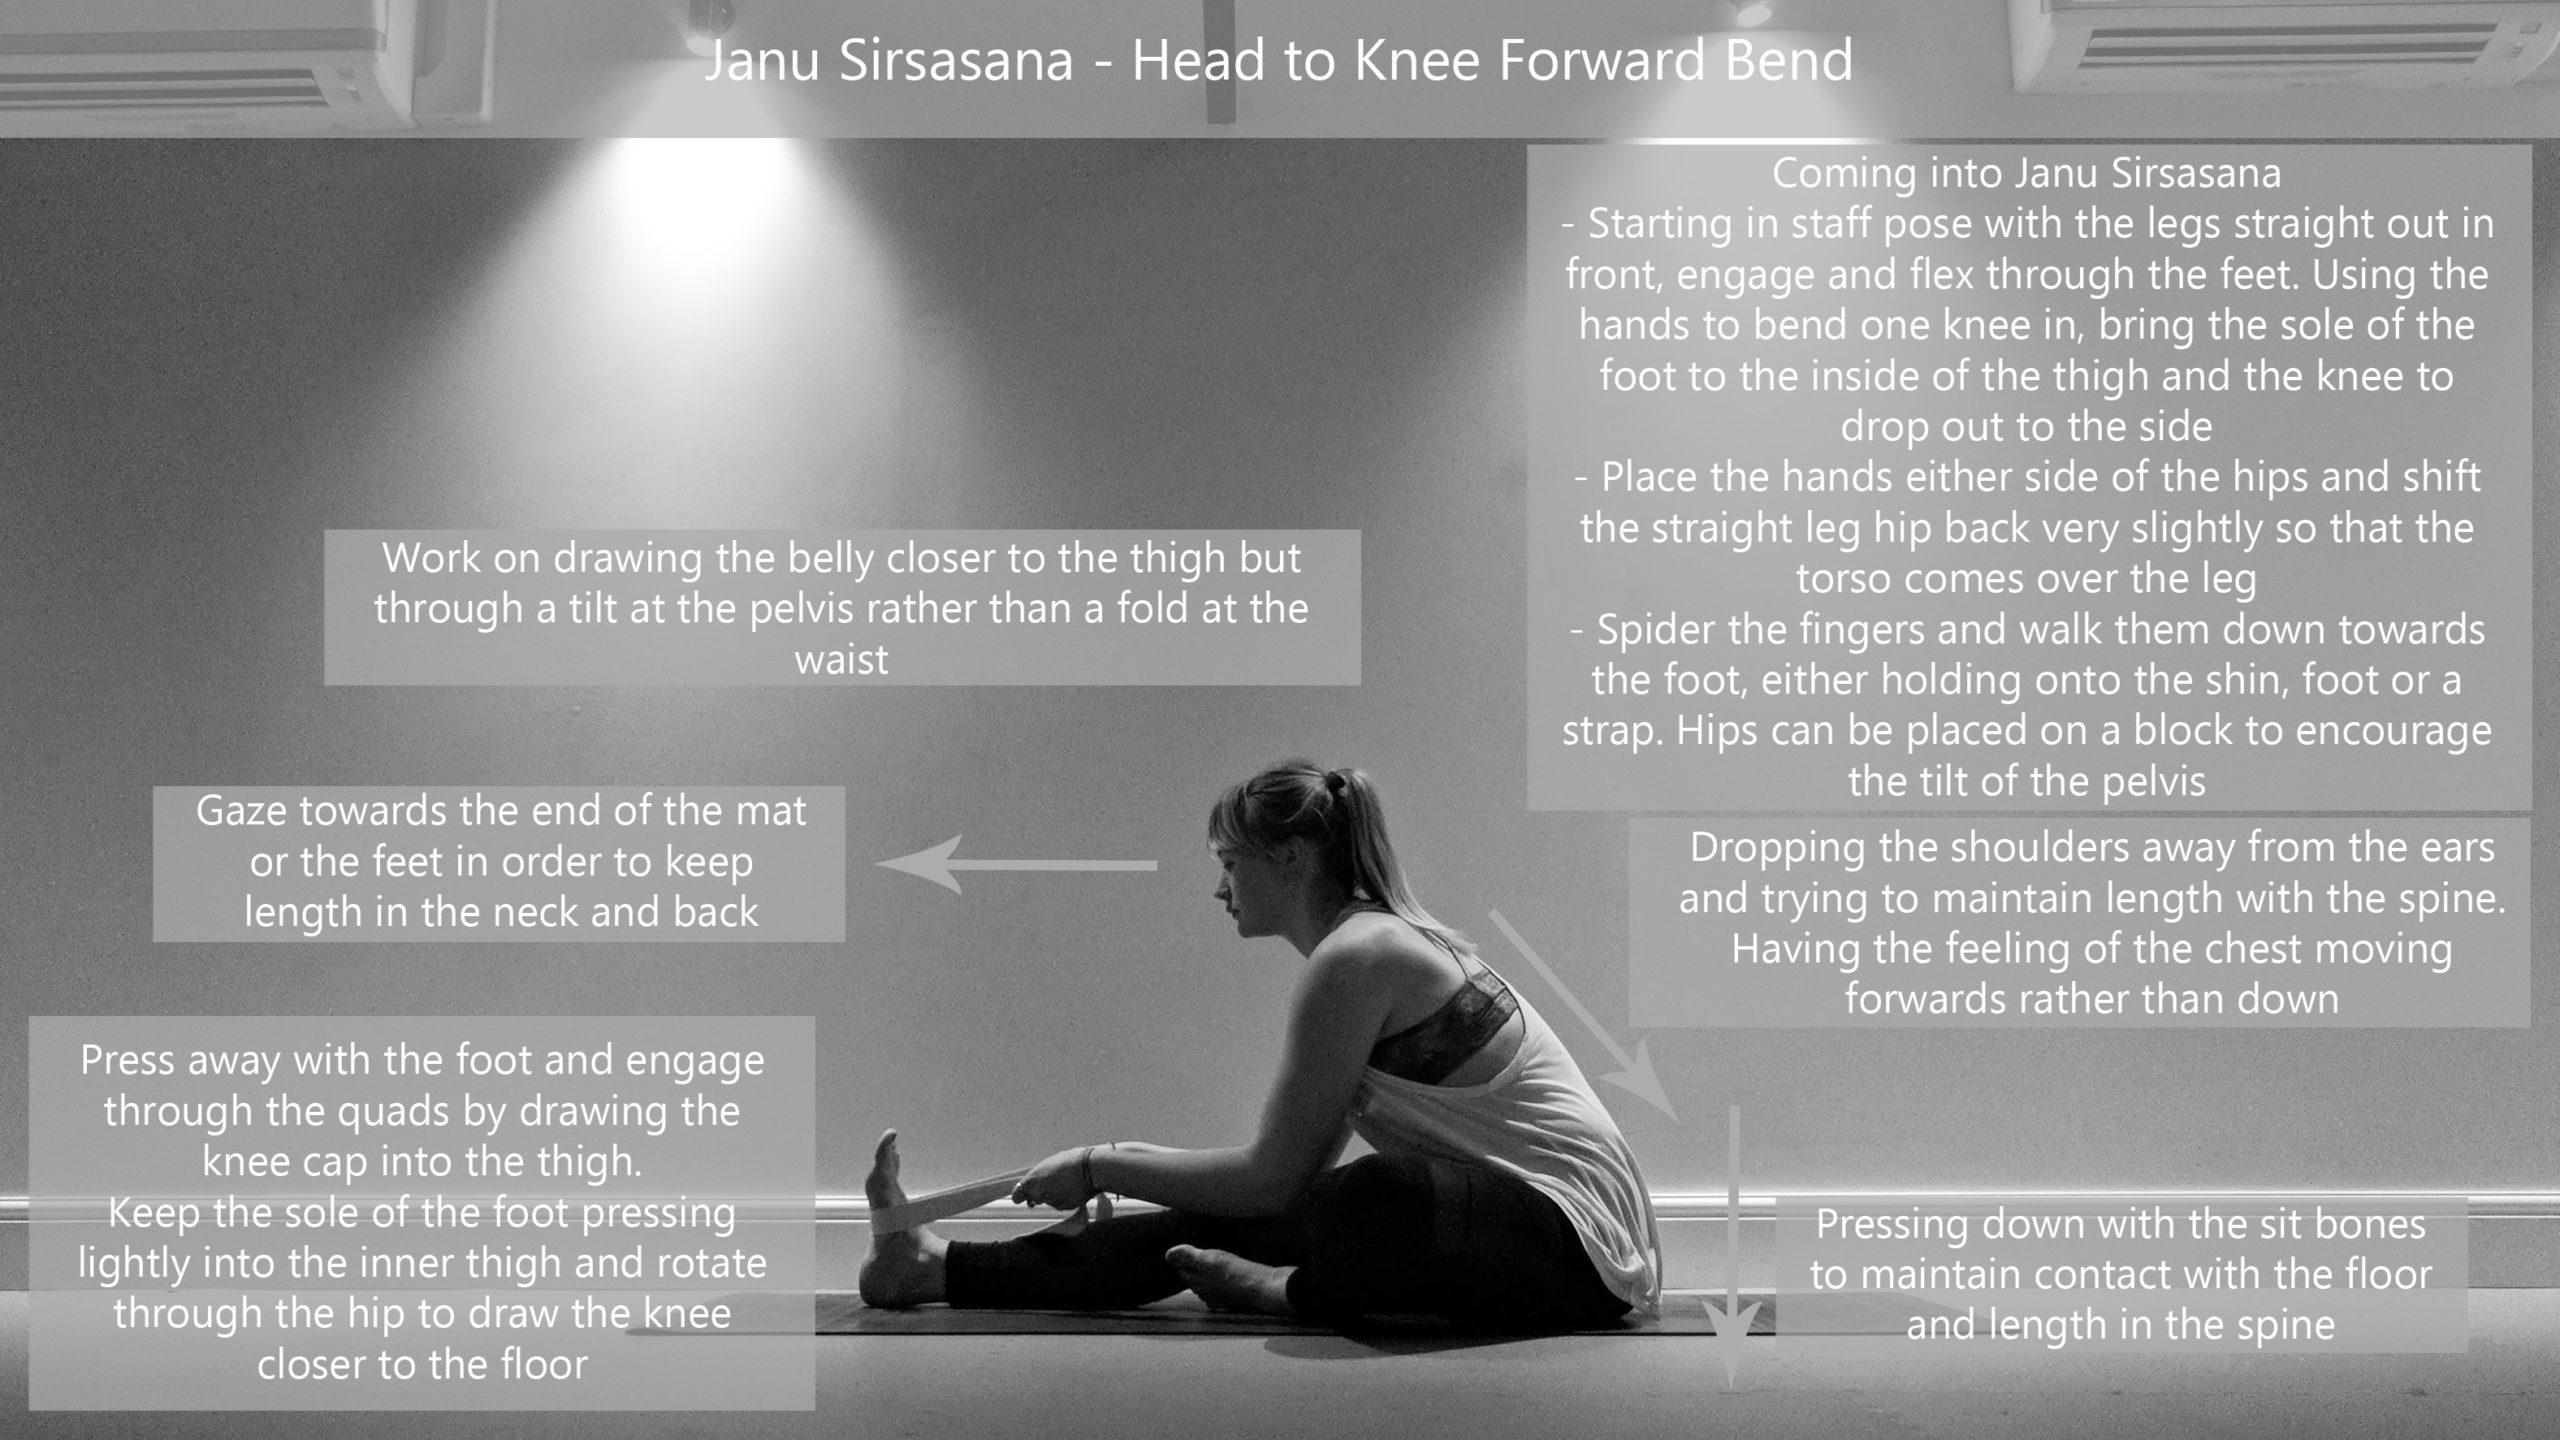 Janu Sirsasana - Head to Knee Forward Bend
Coming into Janu Sirsasana
- Starting in staff pose with the legs straight out in
front, engage and flex through the feet. Using the
hands to bend one knee in, bring the sole of the
foot to the inside of the thigh and the knee to
drop out to the side
- Place the hands either side of the hips and shift
the straight leg hip back very slightly so that the
torso comes over the leg
- Spider the fingers and walk them down towards
the foot, either holding onto the shin, foot or a
strap. Hips can be placed on a block to encourage
the tilt of the pelvis
Work on drawing the belly closer to the thigh but
through a tilt at the pelvis rather than a fold at the
waist
Gaze towards the end of the mat
or the feet in order to keep
length in the neck and back
Dropping the shoulders away from the ears
and trying to maintain length with the spine.
Having the feeling of the chest moving
forwards rather than down
Press away with the foot and engage
through the quads by drawing the
knee cap into the thigh.
Keep the sole of the foot pressing
lightly into the inner thigh and rotate
through the hip to draw the knee
closer to the floor
Pressing down with the sit bones
to maintain contact with the floor
and length in the spine